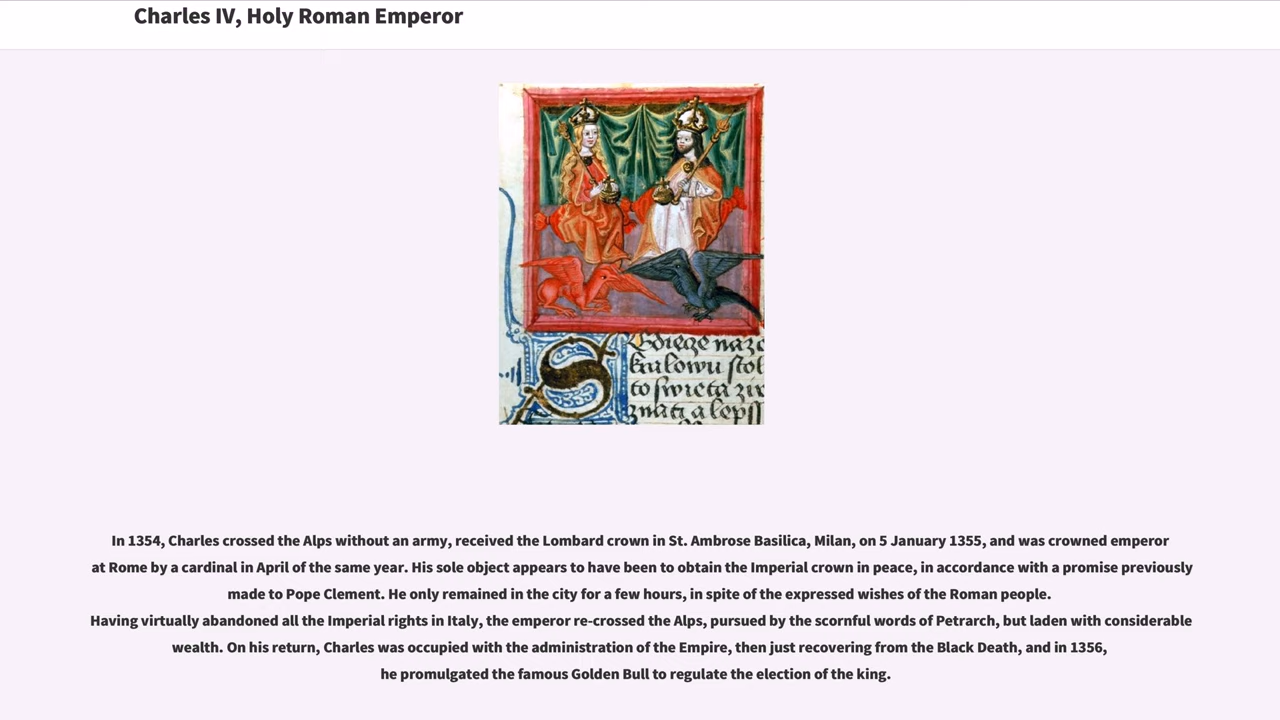 Charles IV, Holy Roman Emperor
to swieta
In 1354, Charles crossed the Alps without an army, received the Lombard crown in St. Ambrose Basilica, Milan, on 5 January 1355, and was crowned emperor
at Rome by a cardinal in April of the same year. His sole object appears to have been to obtain the Imperial crown in peace, in accordance with a promise previously
made to Pope Clement. He only remained in the city for a few hours, in spite of the expressed wishes of the Roman people.
Having virtually abandoned all the Imperial rights in Italy, the emperor re-crossed the Alps, pursued by the scornful words of Petrarch, but laden with considerable
wealth. On his return, Charles was occupied with the administration of the Empire, then just recovering from the Black Death, and in 1356,
he promulgated the famous Golden Bull to regulate the election of the king.